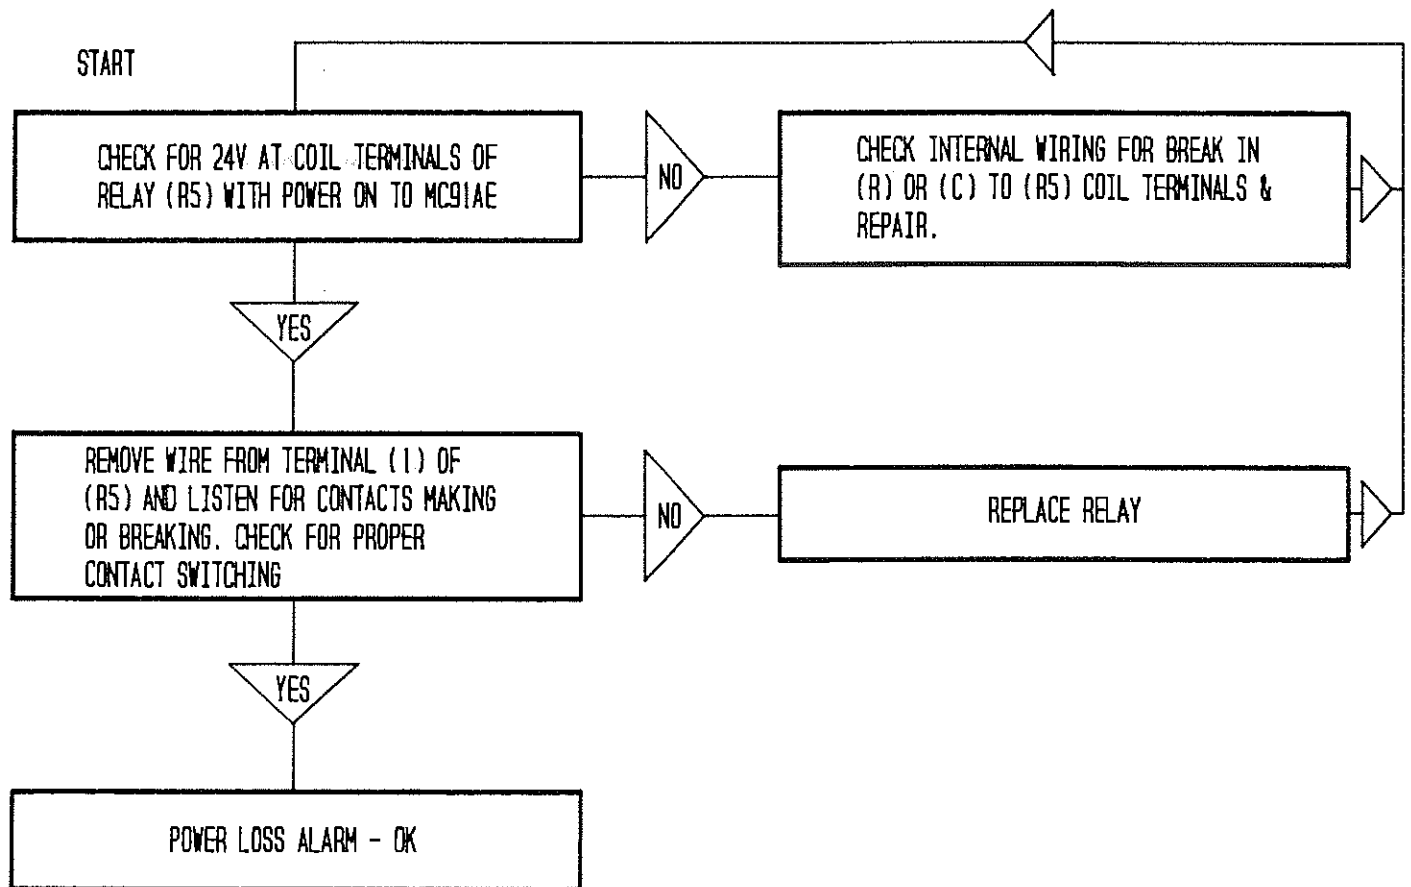 START
CHECK FOR 24V AT COIL TERMINALS OF
RELAY (R5) WITH POWER ON TO MC91AE
NO
CHECK INTERNAL WIRING FOR BREAK IN
(R) OR (C) TO (R5) COIL TERMINALS &
REPAIR.
YES
REMOVE WIRE FROM TERMINAL (1) OF
(R5) AND LISTEN FOR CONTACTS MAKING
OR BREAKING. CHECK FOR PROPER
CONTACT SWITCHING
NO
REPLACE RELAY
YES
POWER LOSS ALARM - OK